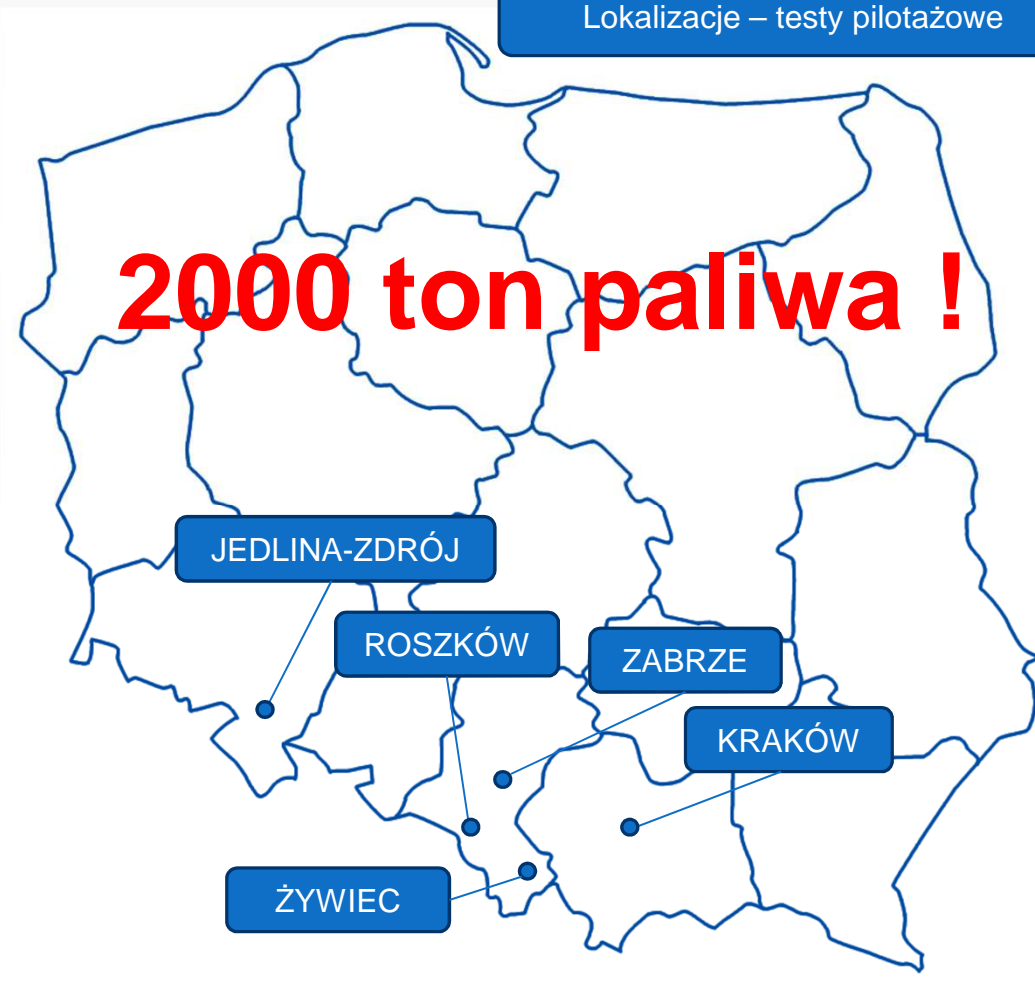 Lokalizacje – testy pilotażowe
2000 ton paliwa !
JEDLINA-ZDRÓJ
ROSZKÓW
ZABRZE
KRAKÓW
ŻYWIEC